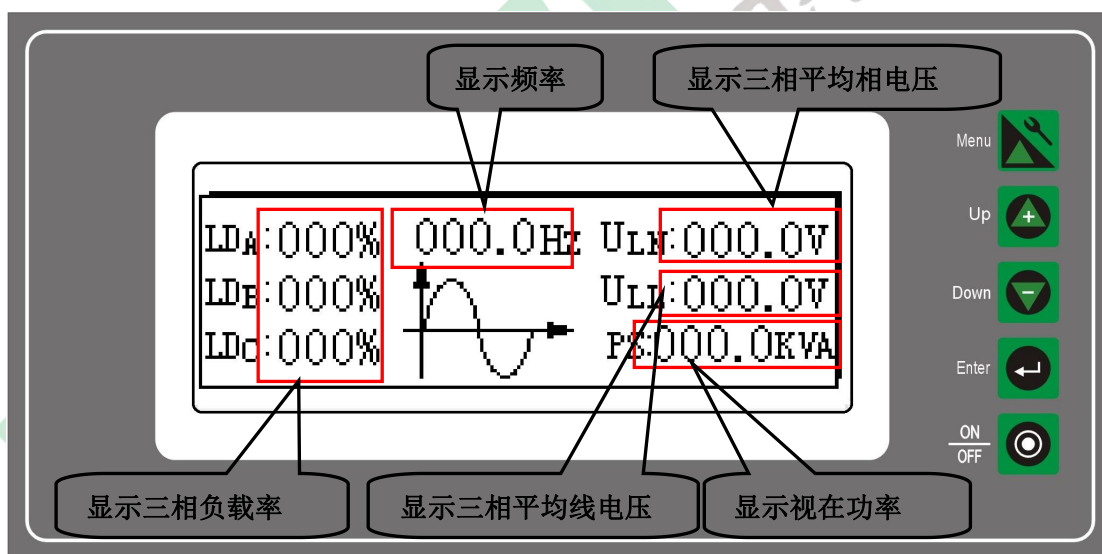 显示频率
显示三相平均相电压
Menu
LDA:000% 000.0HZ ULN:000.0V
Up
LDB:000% ULL:000.0V
Down
LDC:000% PS:000.0KVA
Enter
ON
OFF
显示三相负载率
显示三相平均线电压
显示视在功率